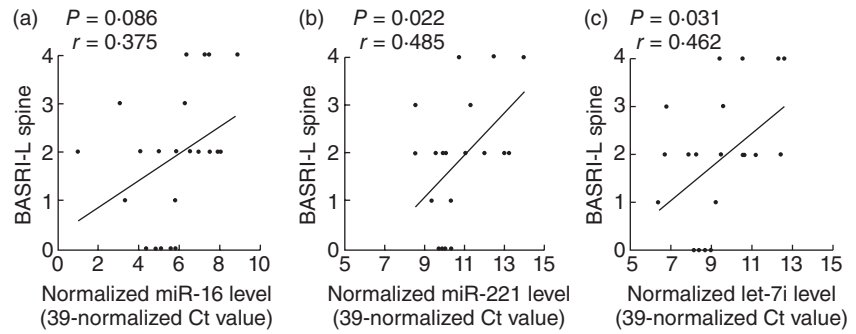 (a) P = 0·086
r = 0·375
BASRI-L spine
4
3
2
1
0
0 2 4 6 8 10
Normalized miR-16 level
(39-normalized Ct value)
(b) P = 0·022
r = 0·485
BASRI-L spine
4
3
2
1
0
5 7 9 11 13 15
Normalized miR-221 level
(39-normalized Ct value)
(c) P = 0·031
r = 0·462
BASRI-L spine
4
3
2
1
0
5 7 9 11 13 15
Normalized let-7i level
(39-normalized Ct value)